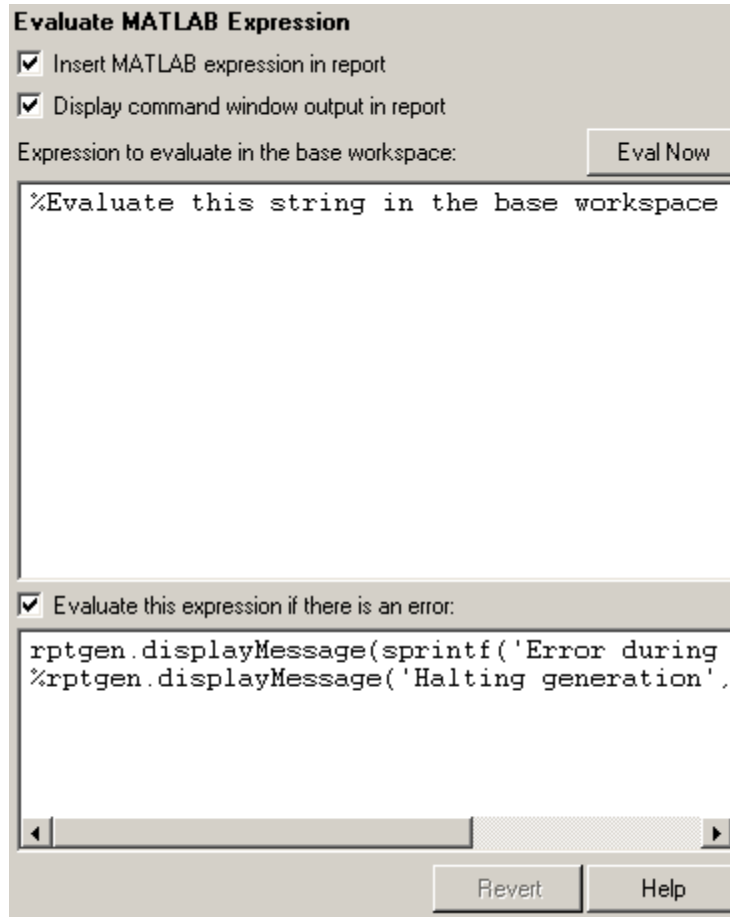 Evaluate MATLAB Expression
Insert MATLAB expression in report
Display command window output in report
Expression to evaluate in the base workspace:
Eval Now
%Evaluate this string in the base workspace
Evaluate this expression if there is an error:
rptgen.displayMessage(sprintf('Error during
%rptgen.displayMessage('Halting generation',
Revert
Help